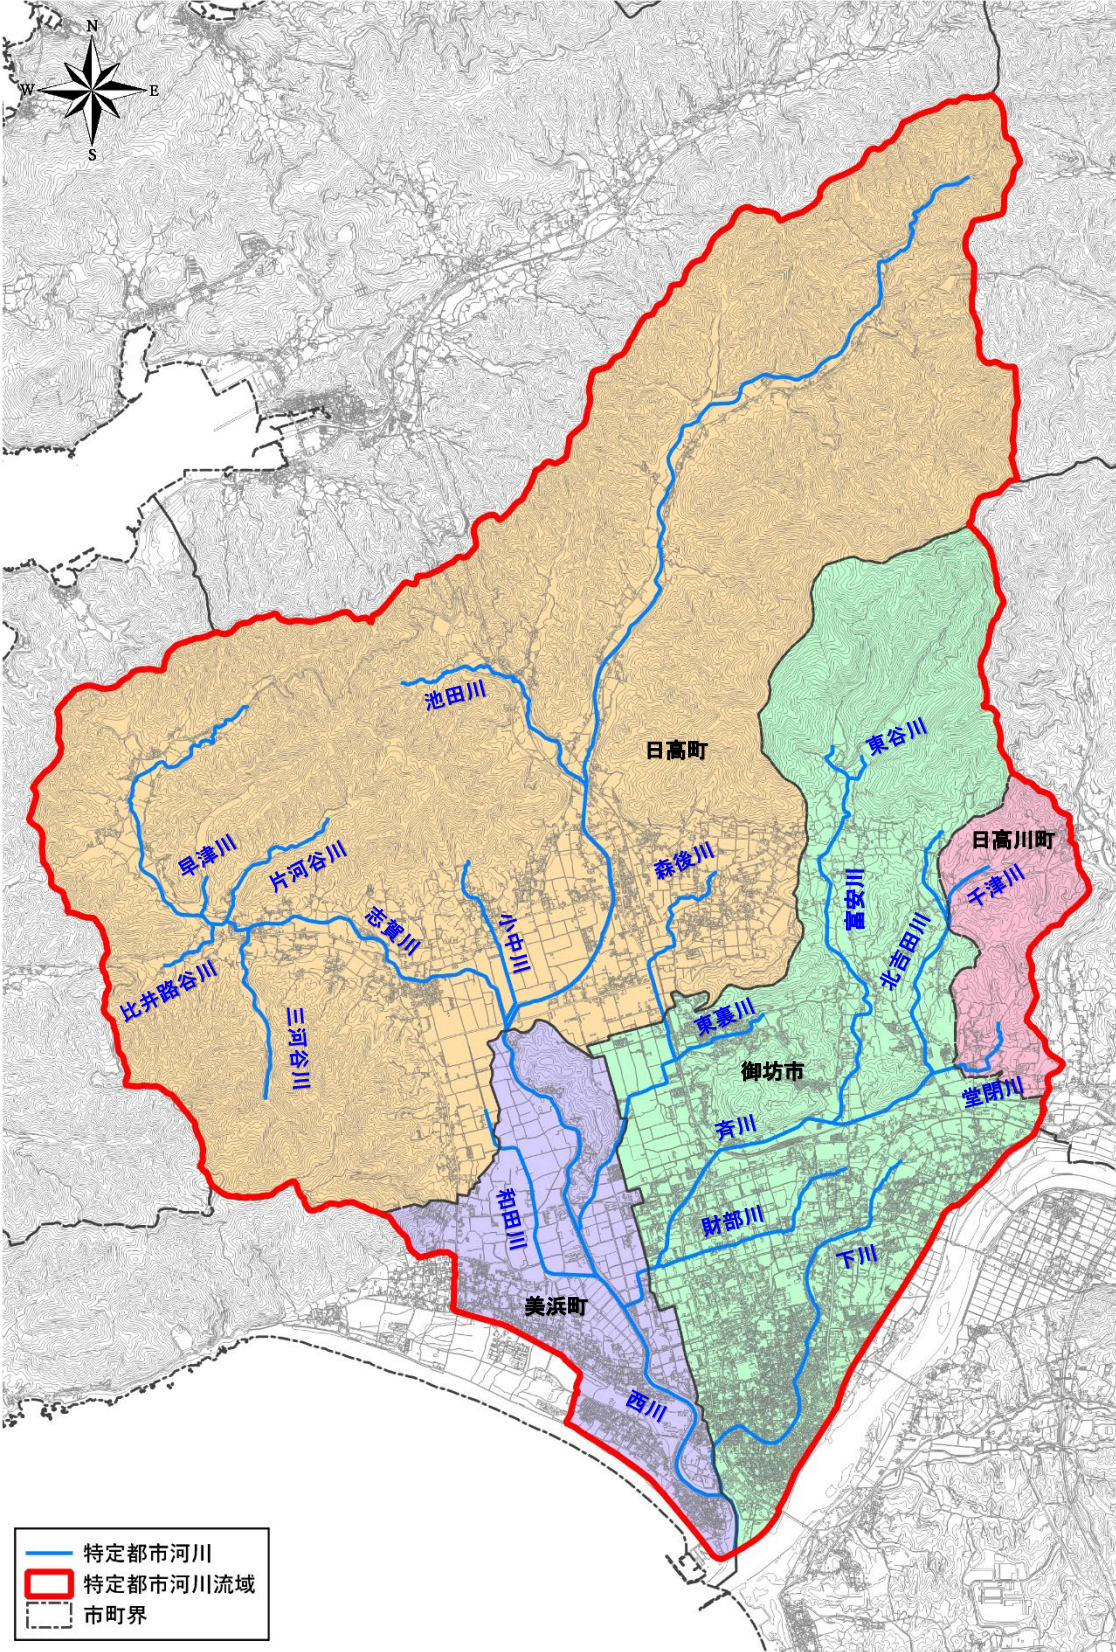 N
W
E
S
池田川
日高町
東谷川
早津川
片河谷川
森後川
日高川町
千津川
志賀川
小中川
富安川
北吉田川
比井路谷川
三河谷川
東裏川
御坊市
堂閉川
斉川
和田川
財部川
下川
美浜町
西川
特定都市河川
特定都市河川流域
市町界